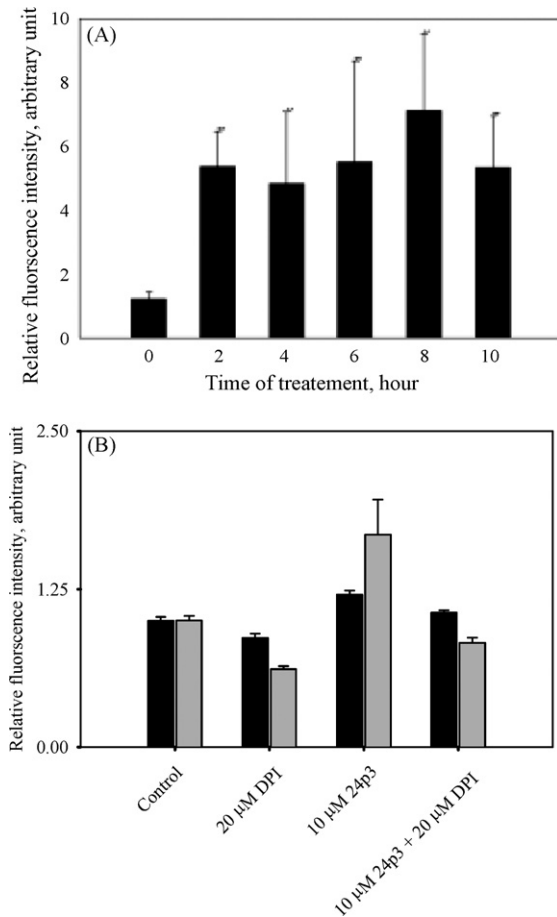 (A)
Relative fluorescence intensity, arbitrary unit
10
8
6
4
2
0
0 2 4 6 8 10
Time of treatement, hour
(B)
Relative fluorescence intensity, arbitrary unit
2.50
1.25
0.00
Control
20 µM DPI
10 µM 24p3
10 µM 24p3 + 20 µM DPI